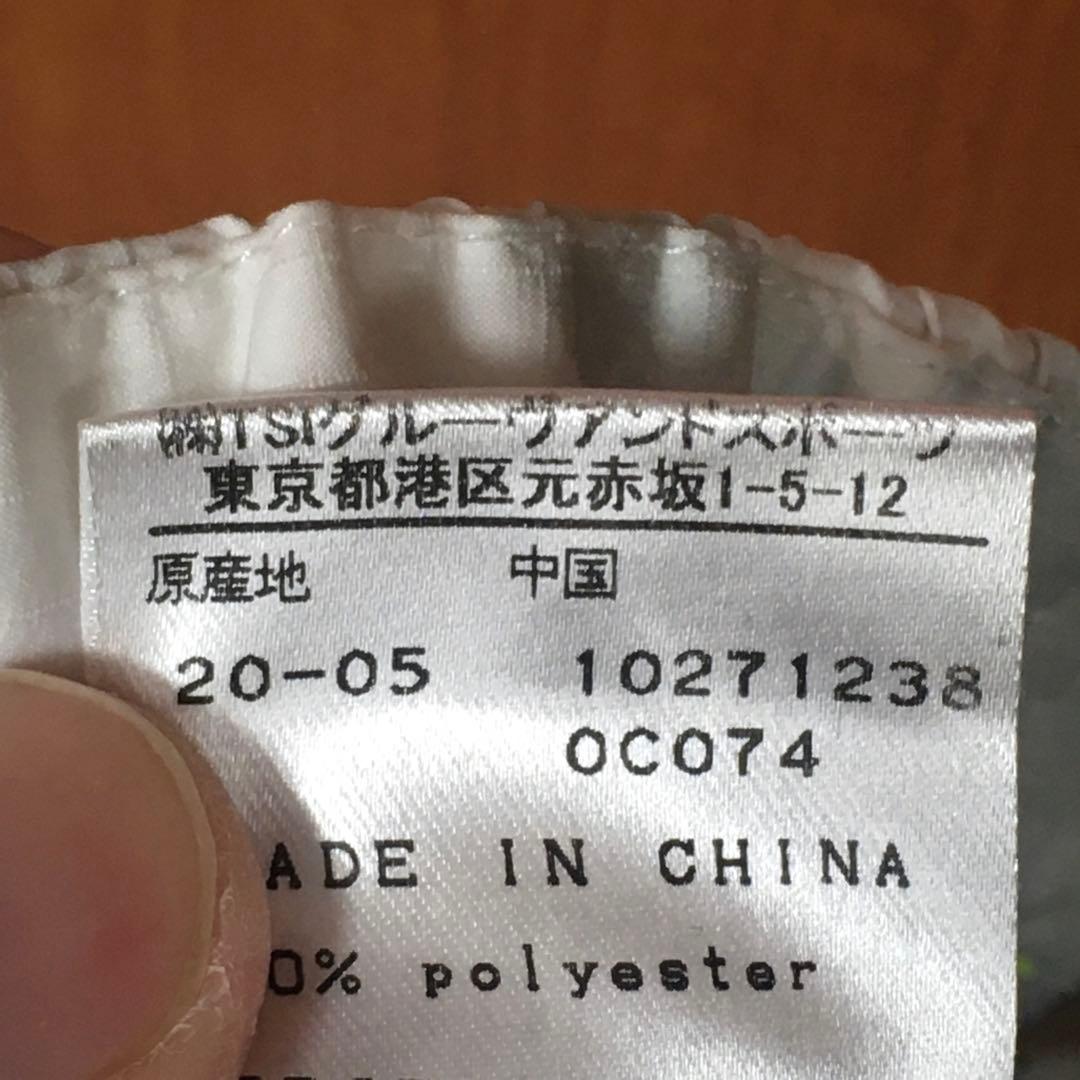 ㈱TSIグルーヴアンドスポーツ
東京都港区元赤坂1-5-12
原産地 中国
20-05 10271238
0C074
ADE IN CHINA
0% polyester